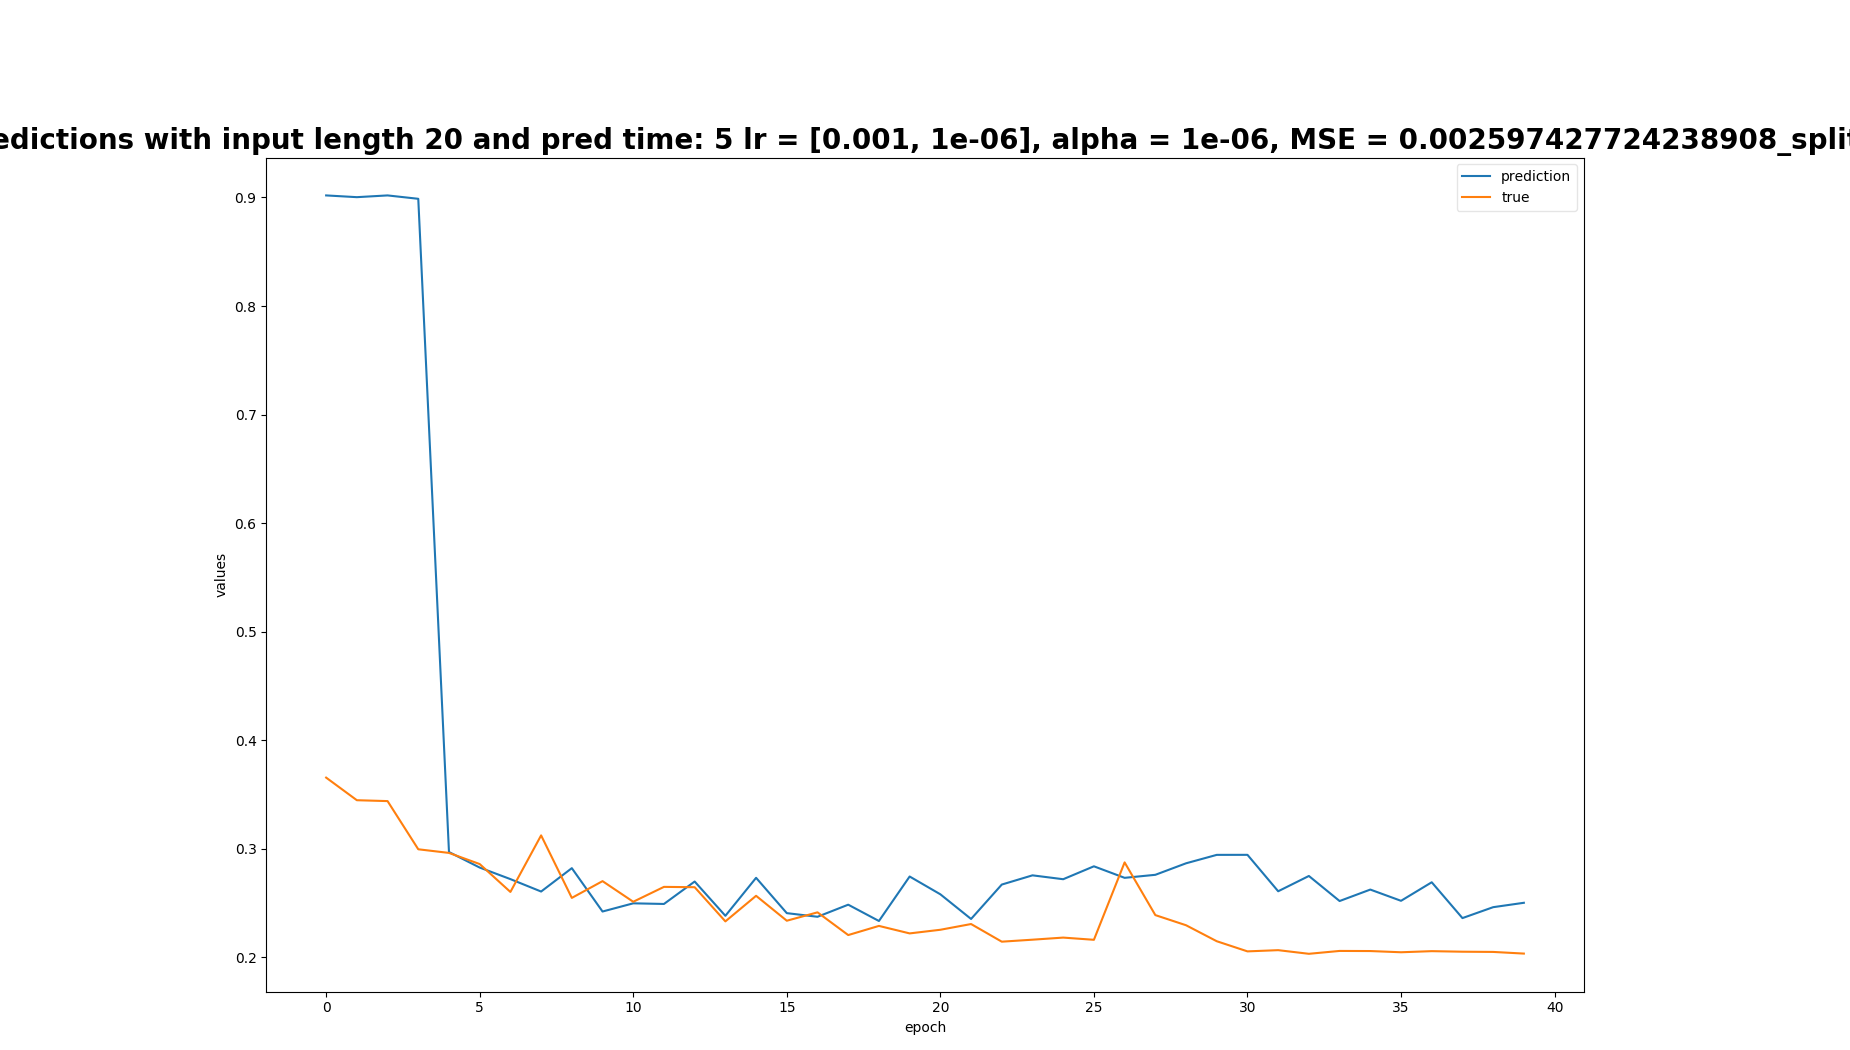 edictions with input length 20 and pred time: 5 lr = [0.001, 1e-06], alpha = 1e-06, MSE = 0.002597427724238908_split
prediction
true
0.9
0.8
0.7
0.6
0.5
0.4
0.3
0.2
values
0 5 10 15 20 25 30 35 40
epoch